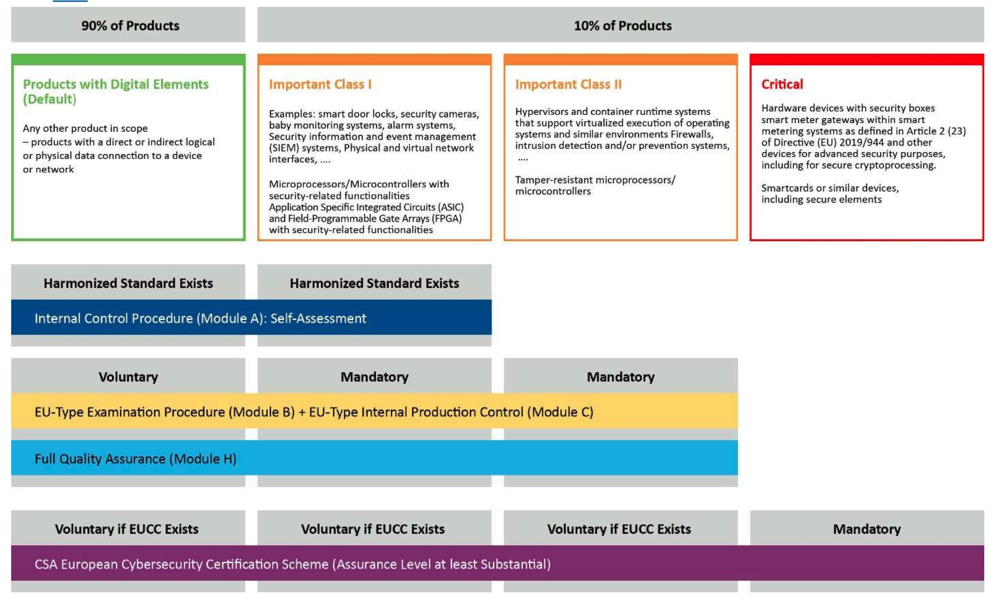 90% of Products
10% of Products
Products with Digital Elements
(Default)
Any other product in scope
– products with a direct or indirect logical
or physical data connection to a device
or network
Important Class I
Examples: smart door locks, security cameras,
baby monitoring systems, alarm systems,
Security information and event management
(SIEM) systems, Physical and virtual network
interfaces, ....
Microprocessors/Microcontrollers with
security-related functionalities
Application Specific Integrated Circuits (ASIC)
and Field-Programmable Gate Arrays (FPGA)
with security-related functionalities
Important Class II
Hypervisors and container runtime systems
that support virtualized execution of operating
systems and similar environments Firewalls,
intrusion detection and/or prevention systems,
....
Tamper-resistant microprocessors/
microcontrollers
Critical
Hardware devices with security boxes
smart meter gateways within smart
metering systems as defined in Article 2 (23)
of Directive (EU) 2019/944 and other
devices for advanced security purposes,
including for secure cryptoprocessing.
Smartcards or similar devices,
including secure elements
Harmonized Standard Exists
Harmonized Standard Exists
Internal Control Procedure (Module A): Self-Assessment
Voluntary
Mandatory
Mandatory
EU-Type Examination Procedure (Module B) + EU-Type Internal Production Control (Module C)
Full Quality Assurance (Module H)
Voluntary if EUCC Exists
Voluntary if EUCC Exists
Voluntary if EUCC Exists
Mandatory
CSA European Cybersecurity Certification Scheme (Assurance Level at least Substantial)